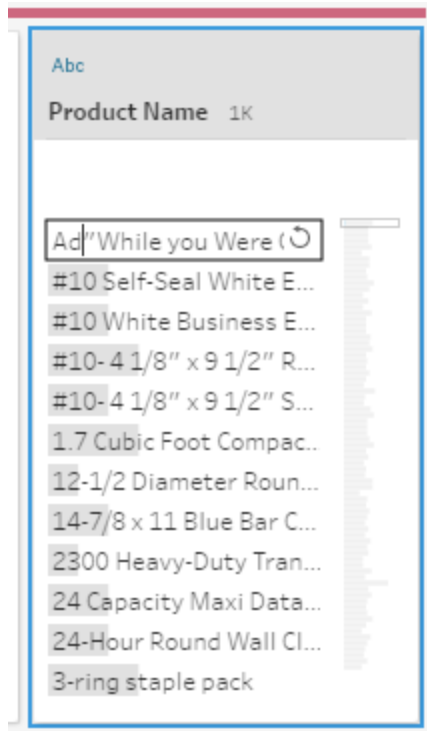 Abc
Product Name 1K
Ad"While you Were (
#10 Self-Seal White E...
#10 White Business E...
#10- 4 1/8" x 9 1/2" R...
#10- 4 1/8" x 9 1/2" S...
1.7 Cubic Foot Compac...
12-1/2 Diameter Roun...
14-7/8 x 11 Blue Bar C...
2300 Heavy-Duty Tran...
24 Capacity Maxi Data...
24-Hour Round Wall Cl...
3-ring staple pack